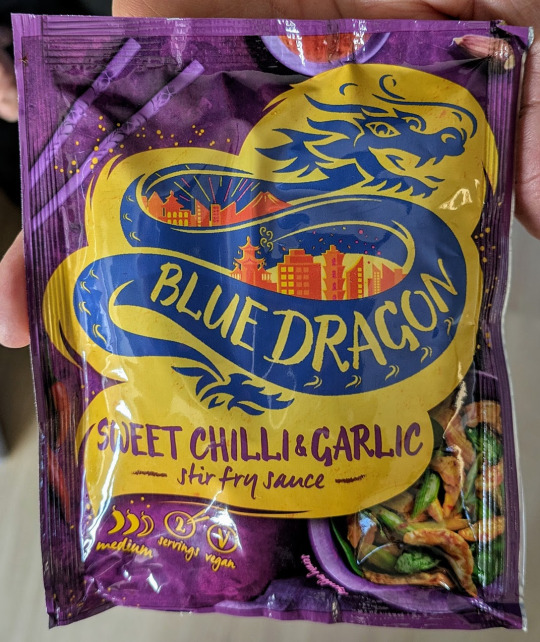 BLUE DRAGON
SWEET CHILLI & GARLIC
stir fry sauce
medium
2
servings
V
vegan